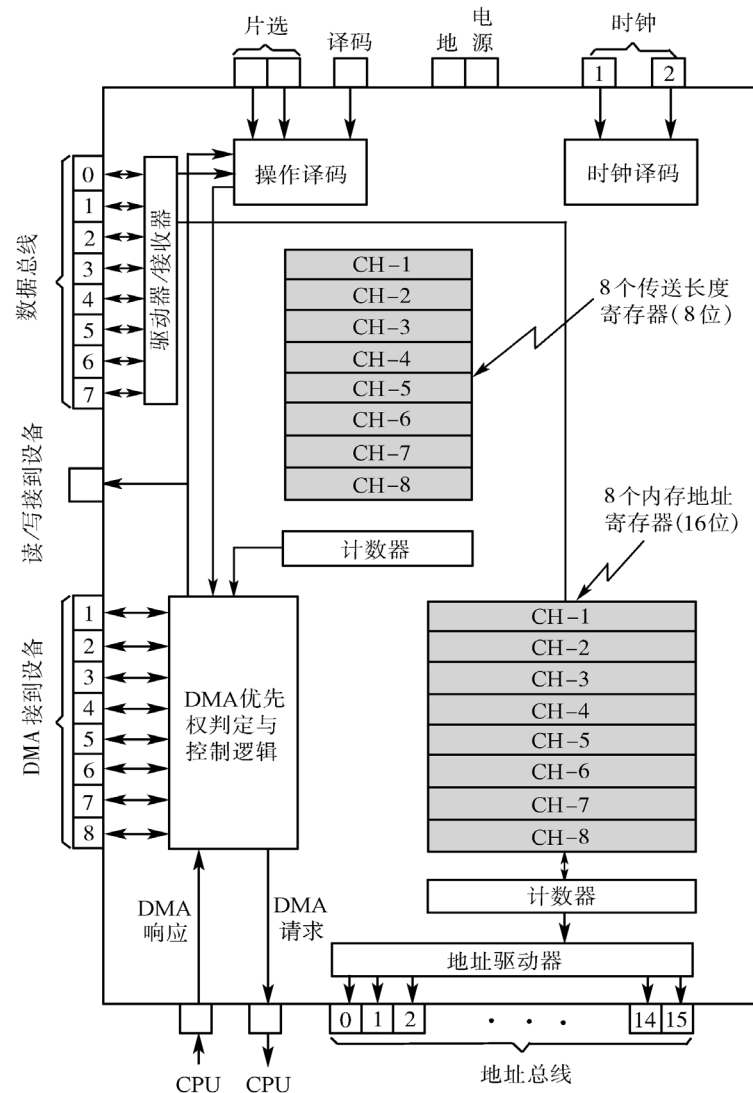 片选
译码
地
电源
时钟
1
2
操作译码
时钟译码
数据总线
0
1
2
3
4
5
6
7
驱动器/接收器
CH-1
CH-2
CH-3
CH-4
CH-5
CH-6
CH-7
CH-8
8个传送长度
寄存器(8位)
读/写接到设备
计数器
8个内存地址
寄存器(16位)
DMA接到设备
1
2
3
4
5
6
7
8
DMA优先
权判定与
控制逻辑
CH-1
CH-2
CH-3
CH-4
CH-5
CH-6
CH-7
CH-8
计数器
地址驱动器
DMA
响应
DMA
请求
0
1
2
· · ·
14
15
CPU
CPU
地址总线